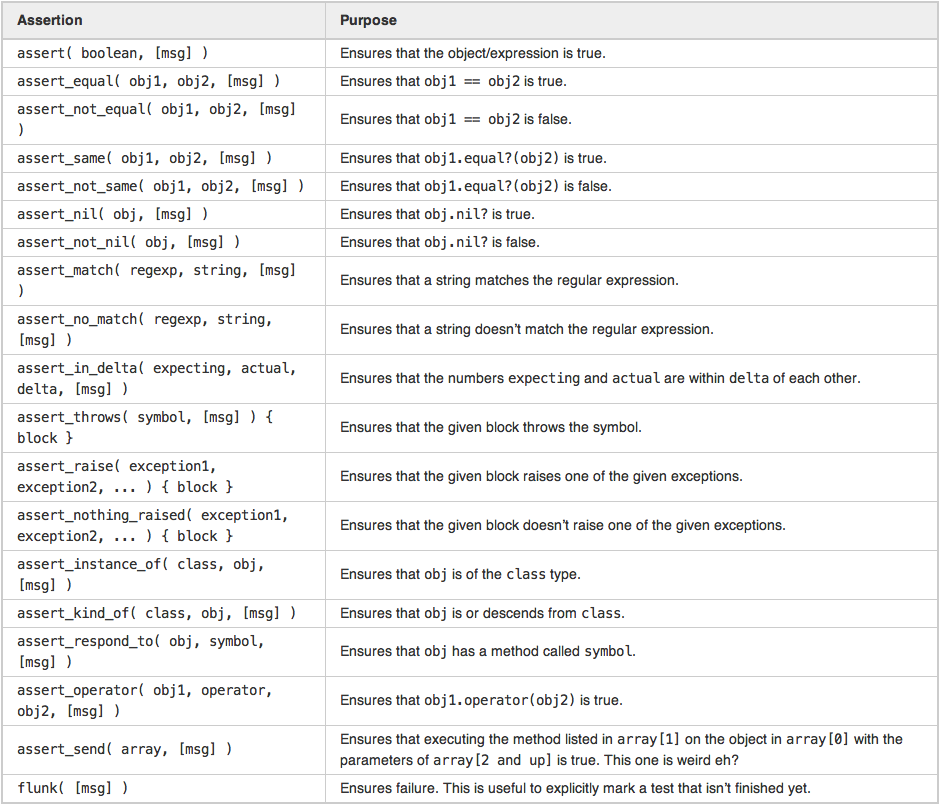 Assertion Purpose
assert( boolean, [msg] ) Ensures that the object/expression is true.
assert_equal( obj1, obj2, [msg] ) Ensures that obj1 == obj2 is true.
assert_not_equal( obj1, obj2, [msg]
) Ensures that obj1 == obj2 is false.
assert_same( obj1, obj2, [msg] ) Ensures that obj1.equal?(obj2) is true.
assert_not_same( obj1, obj2, [msg] ) Ensures that obj1.equal?(obj2) is false.
assert_nil( obj, [msg] ) Ensures that obj.nil? is true.
assert_not_nil( obj, [msg] ) Ensures that obj.nil? is false.
assert_match( regexp, string, [msg]
) Ensures that a string matches the regular expression.
assert_no_match( regexp, string,
[msg] ) Ensures that a string doesn’t match the regular expression.
assert_in_delta( expecting, actual,
delta, [msg] ) Ensures that the numbers expecting and actual are within delta of each other.
assert_throws( symbol, [msg] ) {
block } Ensures that the given block throws the symbol.
assert_raise( exception1,
exception2, ... ) { block } Ensures that the given block raises one of the given exceptions.
assert_nothing_raised( exception1,
exception2, ... ) { block } Ensures that the given block doesn’t raise one of the given exceptions.
assert_instance_of( class, obj,
[msg] ) Ensures that obj is of the class type.
assert_kind_of( class, obj, [msg] ) Ensures that obj is or descends from class.
assert_respond_to( obj, symbol,
[msg] ) Ensures that obj has a method called symbol.
assert_operator( obj1, operator,
obj2, [msg] ) Ensures that obj1.operator(obj2) is true.
assert_send( array, [msg] ) Ensures that executing the method listed in array[1] on the object in array[0] with the
parameters of array[2 and up] is true. This one is weird eh?
flunk( [msg] ) Ensures failure. This is useful to explicitly mark a test that isn’t finished yet.